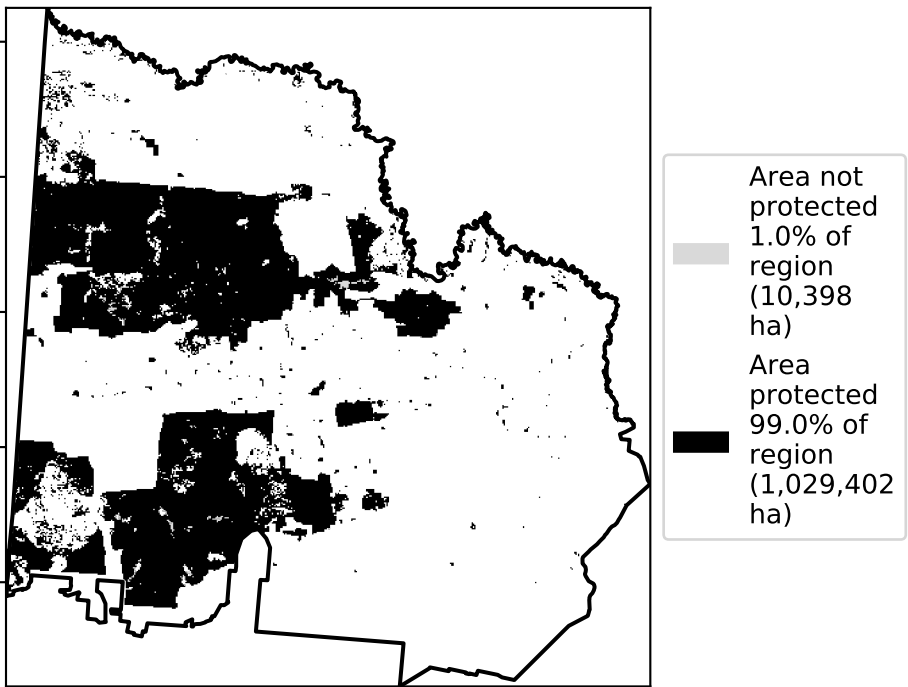 Area not
protected
1.0% of
region
(10,398
ha)
Area
protected
99.0% of
region
(1,029,402
ha)